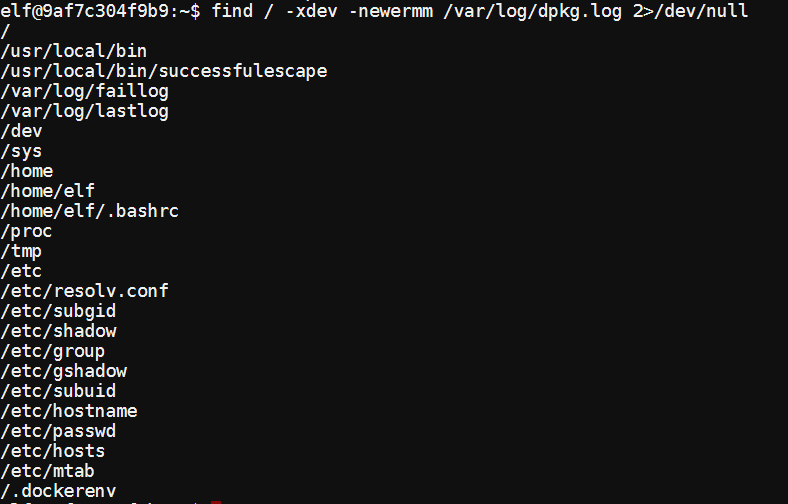 elf@9af7c304f9b9:~$ find / -xdev -newermm /var/log/dpkg.log 2>/dev/null
/
/usr/local/bin
/usr/local/bin/successfulescape
/var/log/faillog
/var/log/lastlog
/dev
/sys
/home
/home/elf
/home/elf/.bashrc
/proc
/tmp
/etc
/etc/resolv.conf
/etc/subgid
/etc/shadow
/etc/group
/etc/gshadow
/etc/subuid
/etc/hostname
/etc/passwd
/etc/hosts
/etc/mtab
/.dockerenv